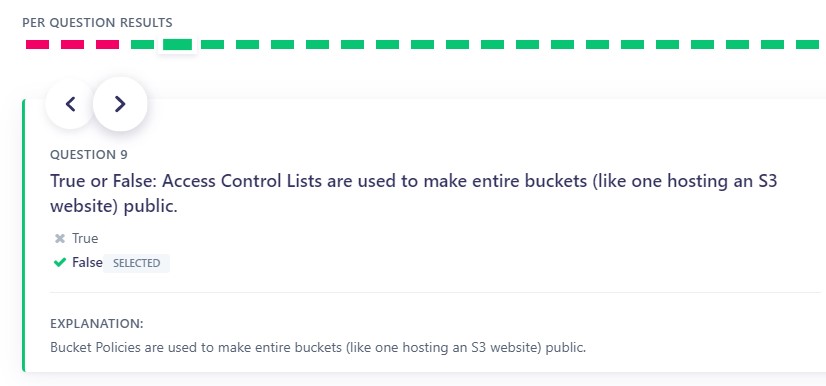 PER QUESTION RESULTS
QUESTION 9
True or False: Access Control Lists are used to make entire buckets (like one hosting an S3
website) public.
True
False SELECTED
EXPLANATION:
Bucket Policies are used to make entire buckets (like one hosting an S3 website) public.